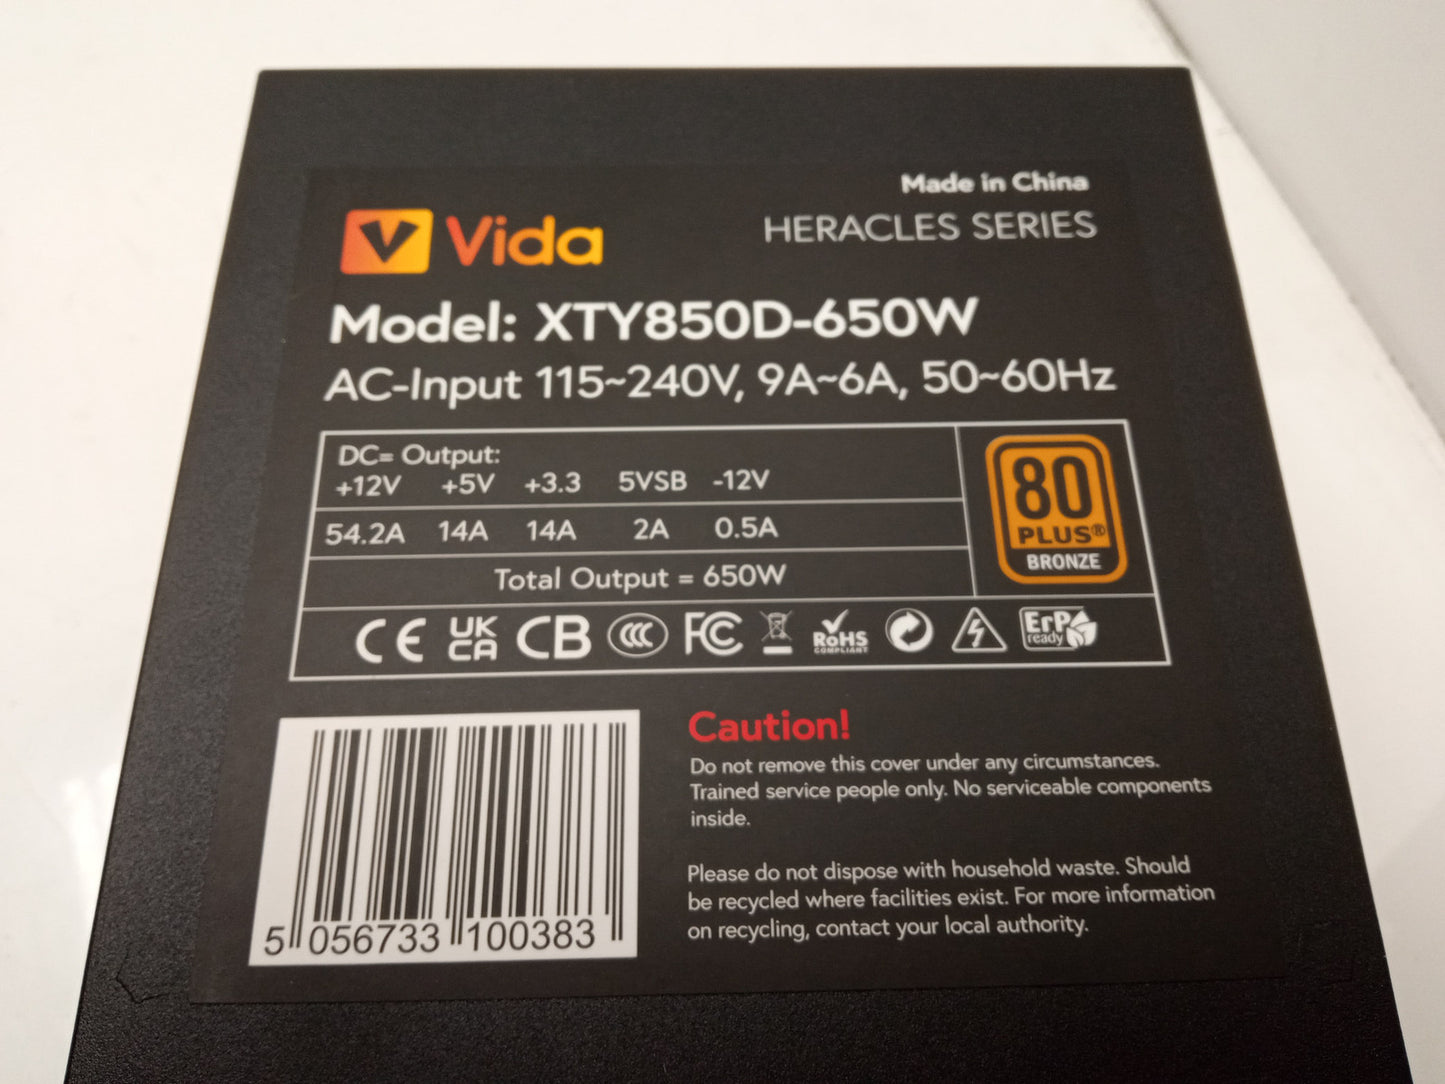 Made in China
Vida
HERACLES SERIES
Model: XTY850D-650W
AC-Input 115~240V, 9A~6A, 50~60Hz
DC= Output:
+12V +5V +3.3 5VSB -12V
54.2A 14A 14A 2A 0.5A
Total Output = 650W
80
PLUS®
BRONZE
CE UK CA CB CCC FC RoHS COMPLIANT ErP ready
Caution!
Do not remove this cover under any circumstances.
Trained service people only. No serviceable components
inside.
Please do not dispose with household waste. Should
be recycled where facilities exist. For more information
on recycling, contact your local authority.
5 056733 100383